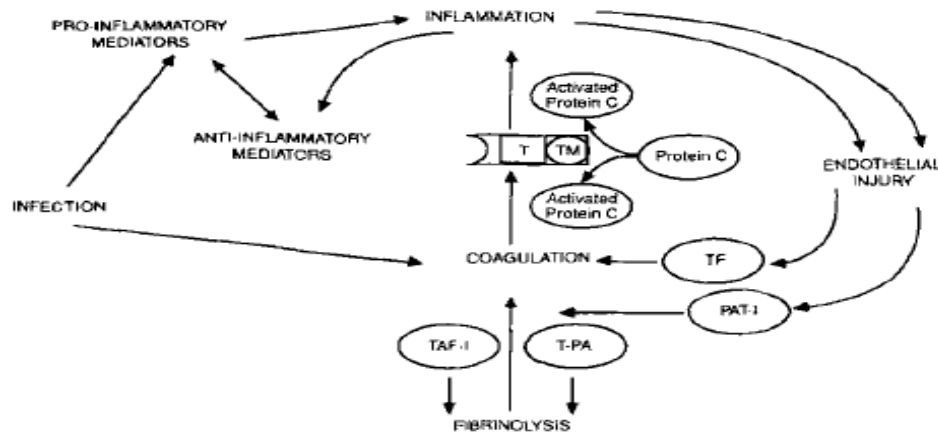 INFLAMMATION
PRO-INFLAMMATORY
MEDIATORS
Activated
Protein C
ANTI-INFLAMMATORY
MEDIATORS
T
TM
Protein C
ENDOTHELIAL
INJURY
Activated
Protein C
INFECTION
COAGULATION
TF
PAT-I
TAF-I
T-PA
FIBRINOLYSIS